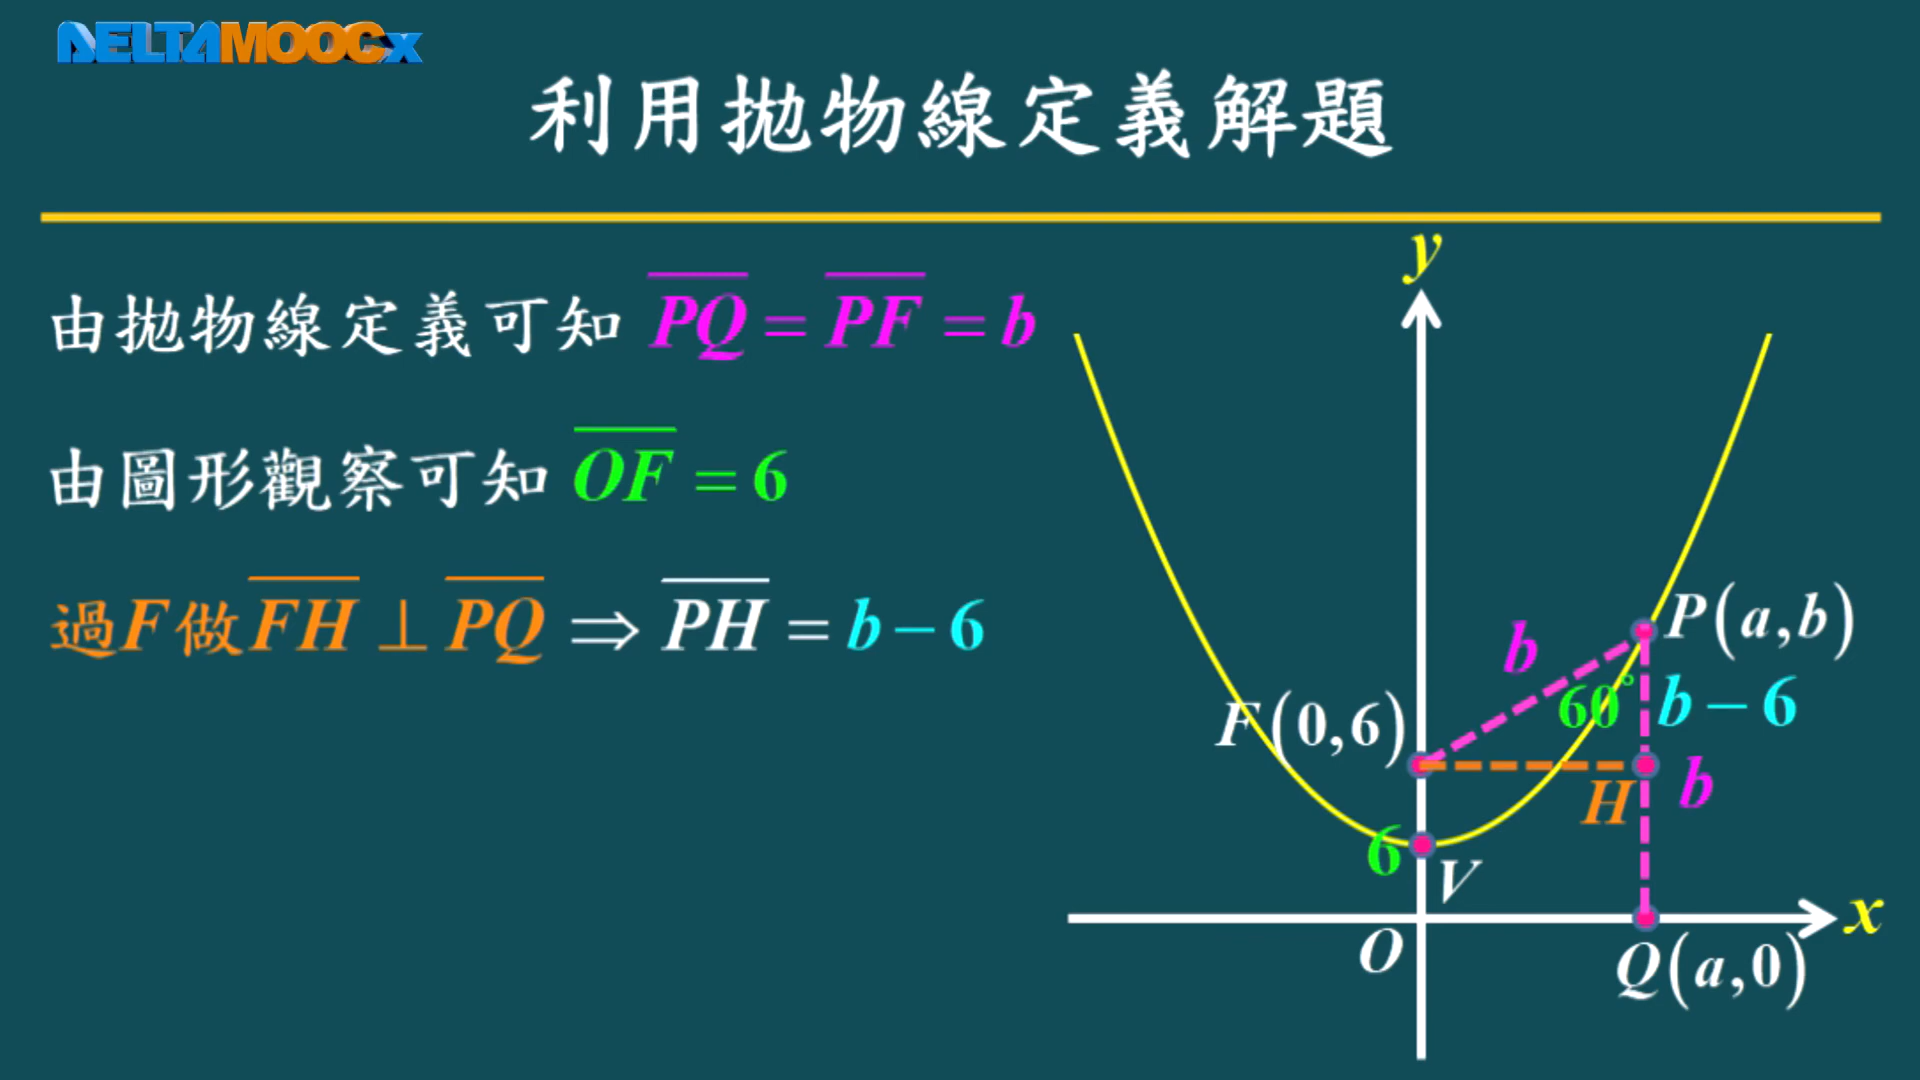 DELTAMOOCx
利用拋物線定義解題
由拋物線定義可知 PQ = PF = b
由圖形觀察可知 OF = 6
過F做FH ⊥ PQ ⇒ PH = b − 6
y
P(a,b)
b
60° b − 6
F(0,6)
b
H
6
V
x
O
Q(a,0)